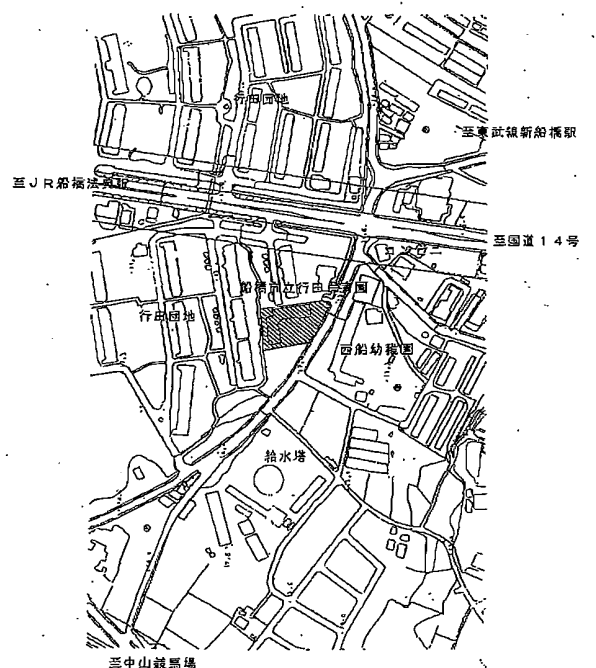 行田団地
至東武線新船橋駅
至JR船橋法典駅
至国道14号
船橋市立行田保育園
行田団地
西船幼稚園
給水塔
至中山競馬場